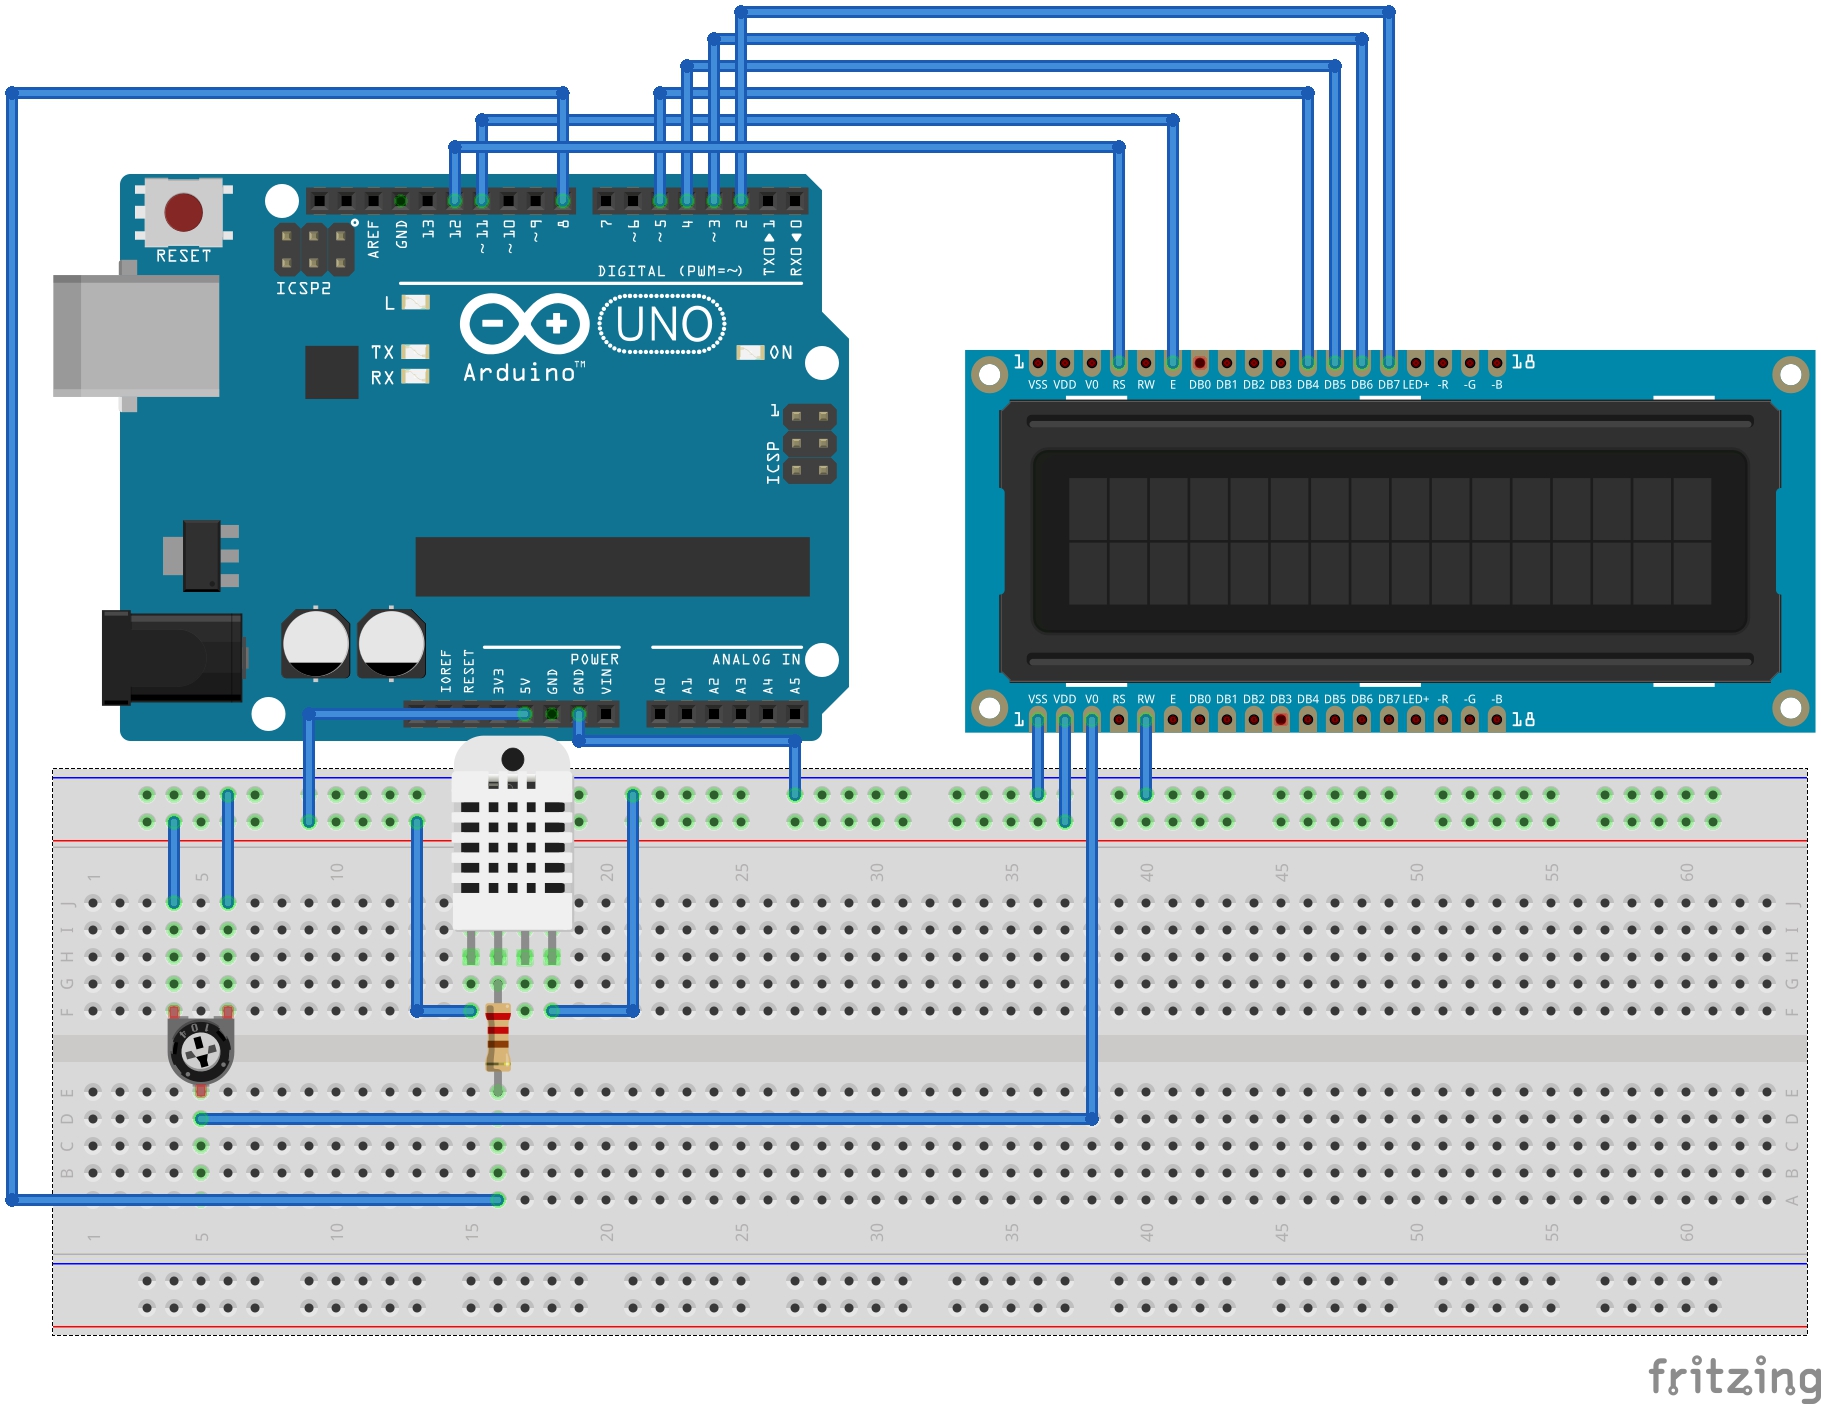 RESET
ICSP2
AREF
GND
13
12
~11
~10
~9
8
7
~6
~5
4
~3
2
TX0▶1
RX0◀0
DIGITAL (PWM=~)
L
TX
RX
UNO
Arduino™
ON
1
ICSP
POWER
ANALOG IN
IOREF
RESET
3V3
5V
GND
GND
VIN
A0
A1
A2
A3
A4
A5
1 18
VSS VDD V0 RS RW E DB0 DB1 DB2 DB3 DB4 DB5 DB6 DB7 LED+ -R -G -B
VSS VDD V0 RS RW E DB0 DB1 DB2 DB3 DB4 DB5 DB6 DB7 LED+ -R -G -B
1 18
1 5 10 20 25 30 35 40 45 50 55 60
J J
I I
H H
G G
F F
104
E E
D D
C C
B B
A A
1 5 10 15 20 25 30 35 40 45 50 55 60
fritzing